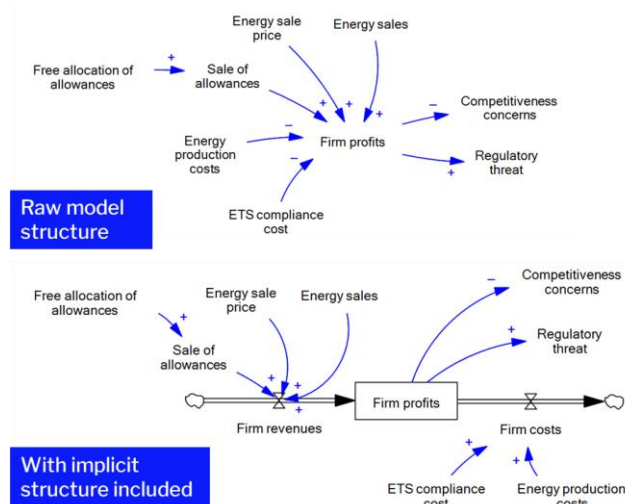 Energy sale
price
Energy sales
Free allocation of
allowances
+
Sale of
allowances
+
+
+
Energy
production
costs
−
Firm profits
−
Competitiveness
concerns
−
Regulatory
threat
+
ETS compliance
cost
Raw model
structure
Free allocation of
allowances
+
Energy sale
price
Energy sales
Competitiveness
concerns
−
Regulatory
threat
+
Sale of
allowances
+
+
+
+
Firm revenues
Firm profits
Firm costs
+
+
ETS compliance
cost
Energy production
costs
With implicit
structure included